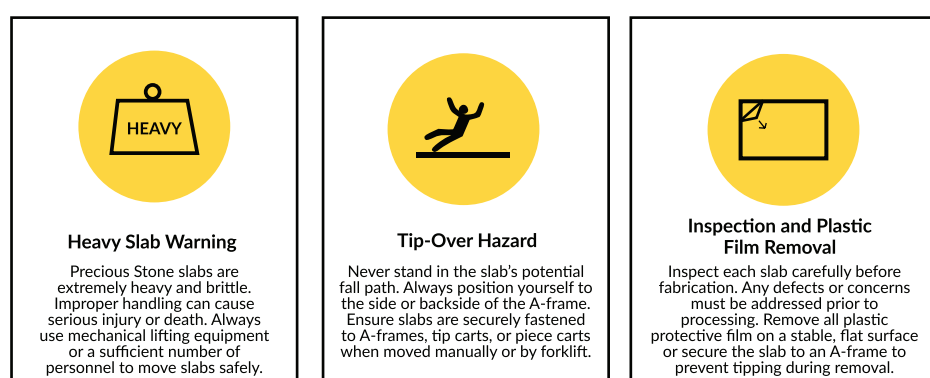 HEAVY
Heavy Slab Warning
Precious Stone slabs are
extremely heavy and brittle.
Improper handling can cause
serious injury or death. Always
use mechanical lifting equipment
or a sufficient number of
personnel to move slabs safely.
Tip-Over Hazard
Never stand in the slab's potential
fall path. Always position yourself to
the side or backside of the A-frame.
Ensure slabs are securely fastened
to A-frames, tip carts, or piece carts
when moved manually or by forklift.
Inspection and Plastic
Film Removal
Inspect each slab carefully before
fabrication. Any defects or concerns
must be addressed prior to
processing. Remove all plastic
protective film on a stable, flat surface
or secure the slab to an A-frame to
prevent tipping during removal.